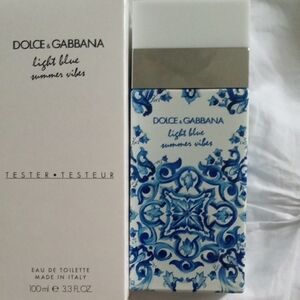 DOLCE & GABBANA
light blue
summer vibes
TESTER • TESTEUR
EAU DE TOILETTE
MADE IN ITALY
100 ml ℮ 3.3 FL.OZ.
DOLCE & GABBANA
light blue
summer vibes